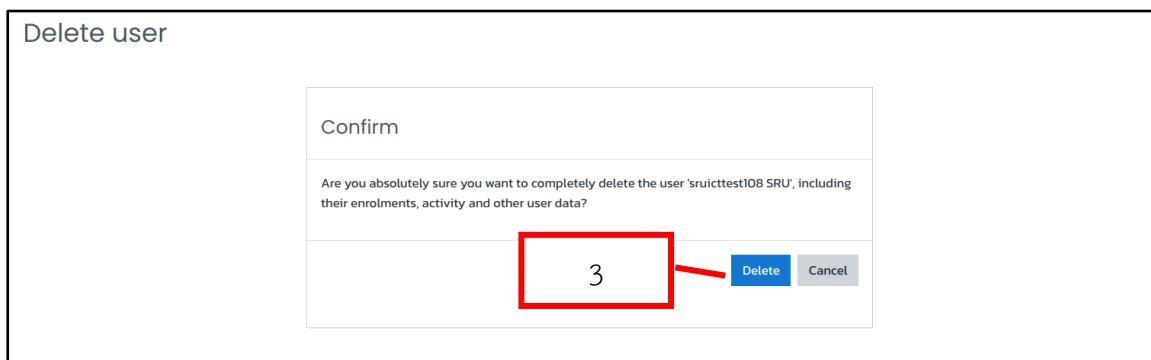 Delete user
Confirm
Are you absolutely sure you want to completely delete the user 'sruicttest108 SRU', including
their enrolments, activity and other user data?
3
Delete
Cancel